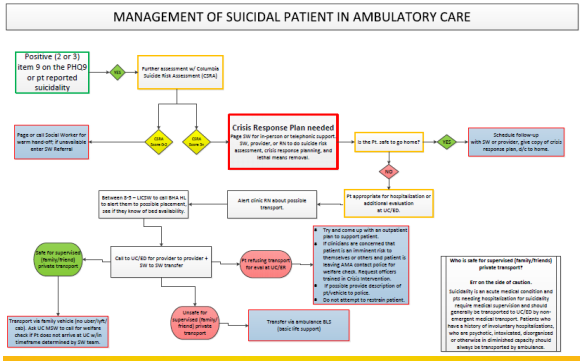 MANAGEMENT OF SUICIDAL PATIENT IN AMBULATORY CARE
Positive (2 or 3)
item 9 on the PHQ9
or pt reported
suicidality
YES
Further assessment w/ Columbia
Suicide Risk Assessment (CSRA)
CSRA
Score 0-2
CSRA
Score 3+
Page or call Social Worker for
warm hand-off; if unavailable
enter SW Referral
Crisis Response Plan needed
Page SW for in-person or telephonic support.
SW, provider, or RN to do suicide risk
assessment, crisis response planning, and
lethal means removal.
Is the Pt. safe to go home?
YES
Schedule follow-up
with SW or provider, give copy of crisis
response plan, d/c to home.
NO
Pt appropriate for hospitalization or
additional evaluation
at UC/ED.
Alert clinic RN about possible
transport.
Between 8-5 – LICSW to call BHA HL
to alert them to possible placement,
see if they know of bed availability.
Call to UC/ED for provider to provider +
SW to SW transfer
Safe for supervised
(family/friend)
private transport
Transport via family vehicle (no uber/lyft/
cab). Ask UC MSW to call for welfare
check if Pt does not arrive at UC w/in
timeframe determined by SW team.
Pt refusing transport
for eval at UC/ER
Try and come up with an outpatient
plan to support patient.
If clinicians are concerned that
patient is an imminent risk to
themselves or others and patient is
leaving AMA contact police for
welfare check. Request officers
trained in Crisis Intervention.
If possible provide description of
pt/vehicle to police.
Do not attempt to restrain patient.
Unsafe for
supervised (family/
friend) private
transport
Transfer via ambulance BLS
(basic life support)
Who is safe for supervised (family/friend)
private transport?
Err on the side of caution.
Suicidality is an acute medical condition and
pts needing hospitalization for suicidality
require medical supervision and should
generally be transported to UC/ED by non-
emergent medical transport. Patients who
have a history of involuntary hospitalizations,
who are psychotic, intoxicated, disorganized
or otherwise in diminished capacity should
always be transported by ambulance.